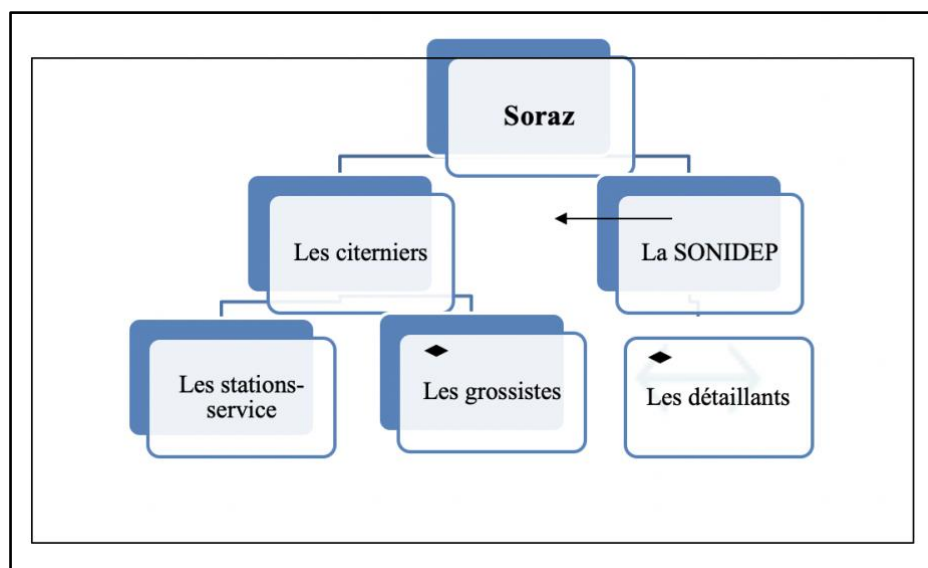 Soraz
Les citerniers
La SONIDEP
Les stations-
service
Les grossistes
Les détaillants